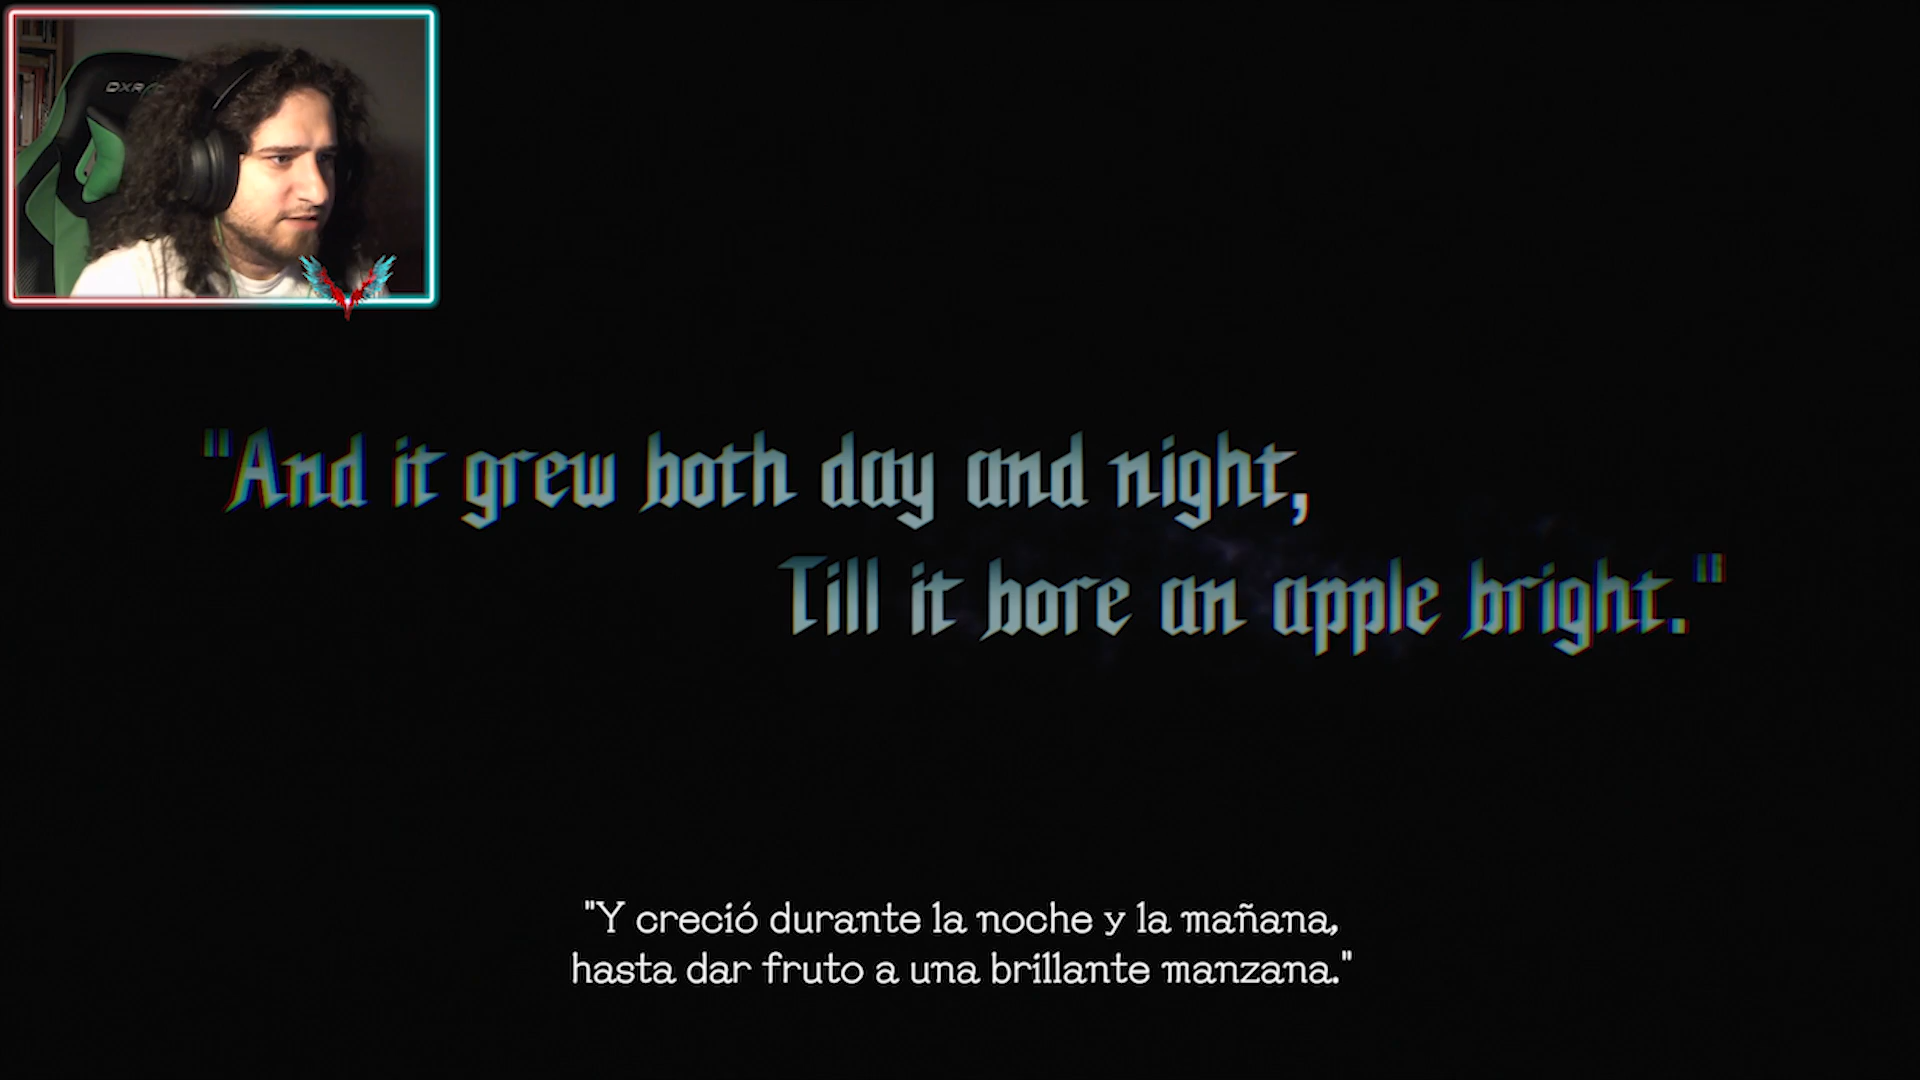 "And it grew both day and night,
Till it bore an apple bright."
"Y creció durante la noche y la mañana,
hasta dar fruto a una brillante manzana."